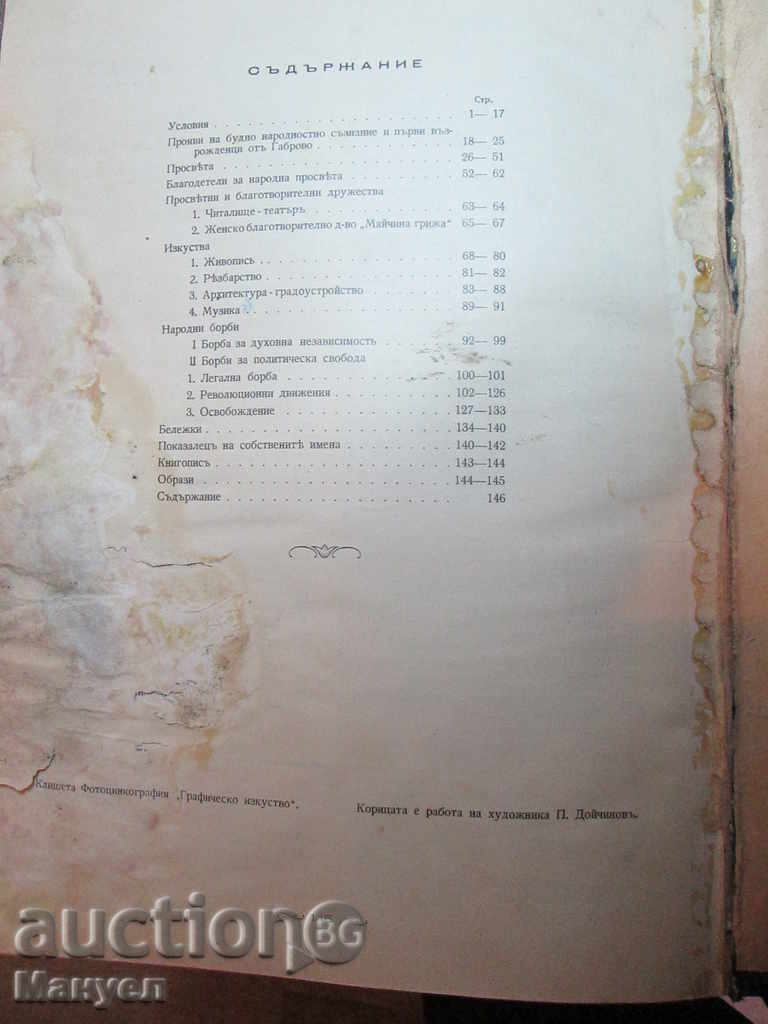 СЪДЪРЖАНИЕ
Стр.
Условия . . . . . . . . . . . . 1— 17
Прояви на будно народностно съзнание и първи въз-
рожденци отъ Габрово . . . . . . . . 18— 25
Просвѣта . . . . . . . . . . . . 26— 51
Благодетели за народна просвѣта . . . . . . . 52— 62
Просвѣтни и благотворителни дружества
1. Читалище-театъръ . . . . . . . . 63— 64
2. Женско благотворително д-во „Майчина грижа“ 65— 67
Изкуства
1. Живопись . . . . . . . . . . 68— 80
2. Рѣзбарство . . . . . . . . . . 81— 82
3. Архитектура-градоустройство . . . . . . 83— 88
4. Музика . . . . . . . . . . . 89— 91
Народни борби
I Борба за духовна независимость . . . . . 92— 99
II Борби за политическа свобода
1. Легална борба . . . . . . . . . 100—101
2. Революционни движения . . . . . . . 102—126
3. Освобождение . . . . . . . . . 127—133
Бележки . . . . . . . . . . . . 134—140
Показалецъ на собственитѣ имена . . . . . . 140—142
Книгописъ . . . . . . . . . . . . 143—144
Образи . . . . . . . . . . . . . 144—145
Съдържание . . . . . . . . . . . . 146
Клишета Фотоцинкография „Графическо изкуство“.
Корицата е работа на художника П. Дойчиновъ.
auctionBG
Мануел